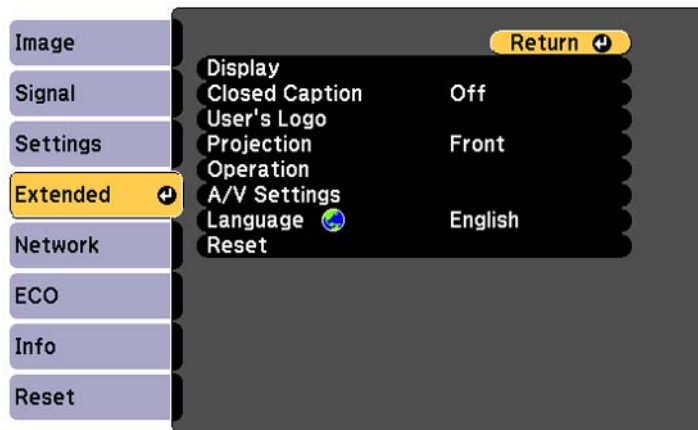 Image
Signal
Settings
Extended
Network
ECO
Info
Reset
Return
Display
Closed Caption Off
User's Logo
Projection Front
Operation
A/V Settings
Language English
Reset